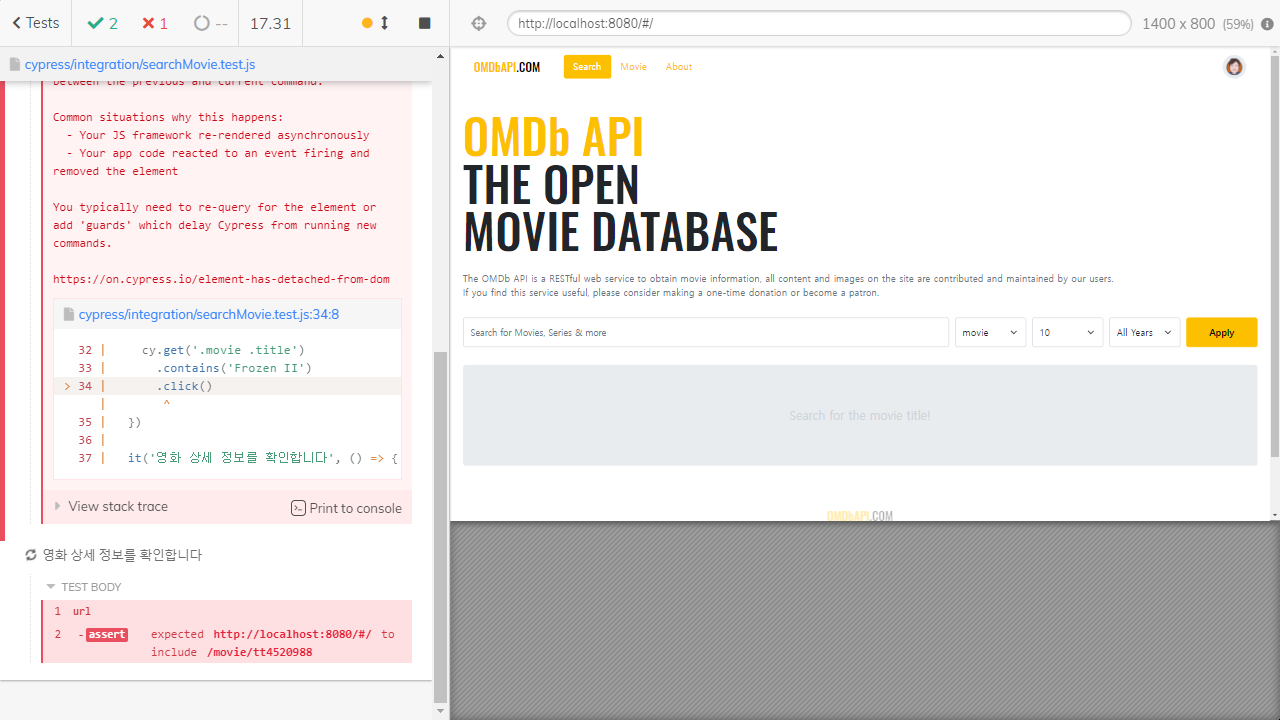 Tests
2
1
--
17.31
http://localhost:8080/#/
1400 x 800 (59%)
cypress/integration/searchMovie.test.js
between the previous and current command.
Common situations why this happens:
- Your JS framework re-rendered asynchronously
- Your app code reacted to an event firing and
removed the element
You typically need to re-query for the element or
add 'guards' which delay Cypress from running new
commands.
https://on.cypress.io/element-has-detached-from-dom
cypress/integration/searchMovie.test.js:34:8
32 | cy.get('.movie .title')
33 | .contains('Frozen II')
> 34 | .click()
| ^
35 | })
36 |
37 | it('영화 상세 정보를 확인합니다', () => {
View stack trace
Print to console
영화 상세 정보를 확인합니다
TEST BODY
1 url
2 -assert expected http://localhost:8080/#/ to
include /movie/tt4520988
OMDbAPI.COM
Search
Movie
About
OMDb API
THE OPEN
MOVIE DATABASE
The OMDb API is a RESTful web service to obtain movie information, all content and images on the site are contributed and maintained by our users.
If you find this service useful, please consider making a one-time donation or become a patron.
Search for Movies, Series & more
movie
10
All Years
Apply
Search for the movie title!
OMDbAPI.COM